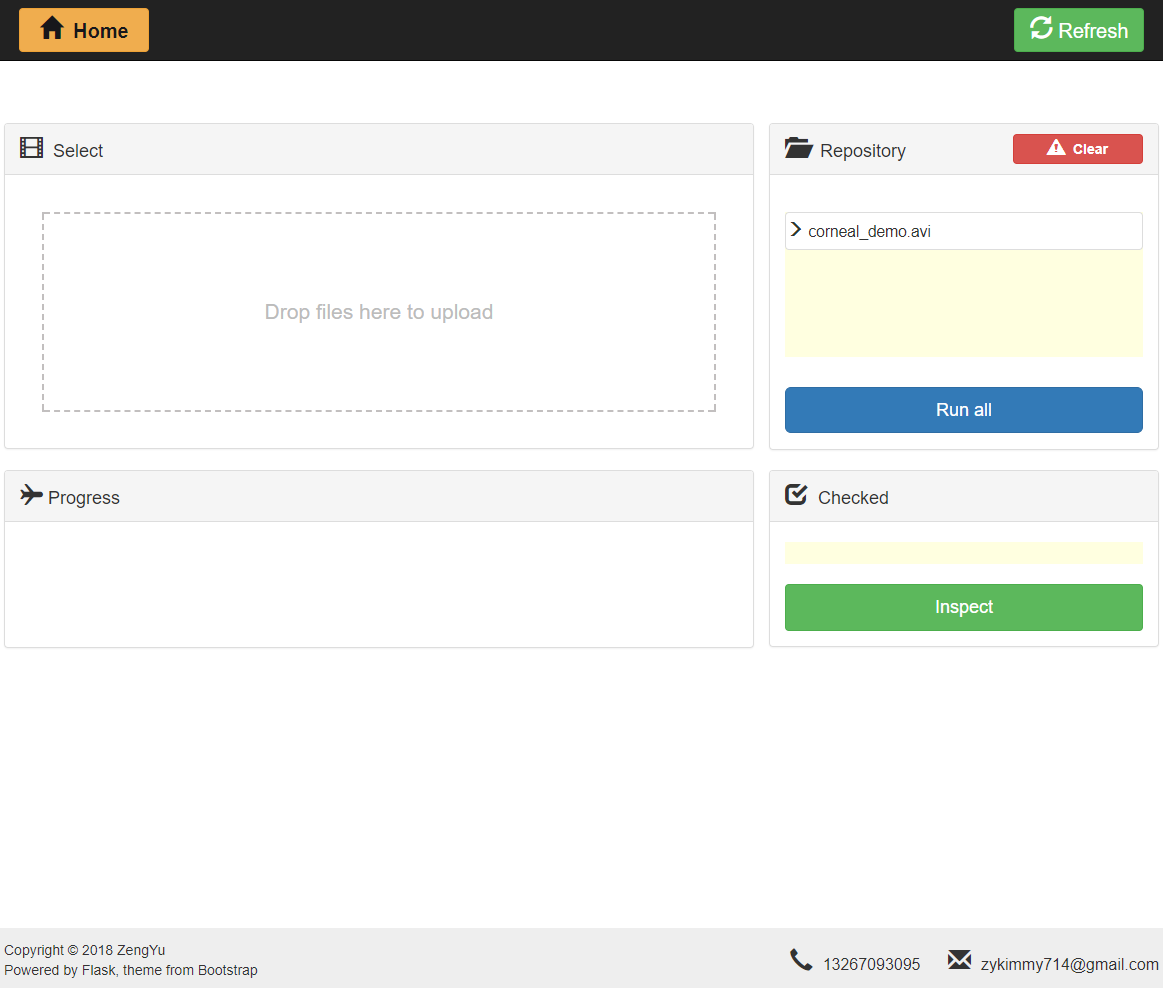 Home
Refresh
Select
Repository
Clear
Drop files here to upload
corneal_demo.avi
Run all
Progress
Checked
Inspect
Copyright © 2018 ZengYu
Powered by Flask, theme from Bootstrap
13267093095
zykimmy714@gmail.com